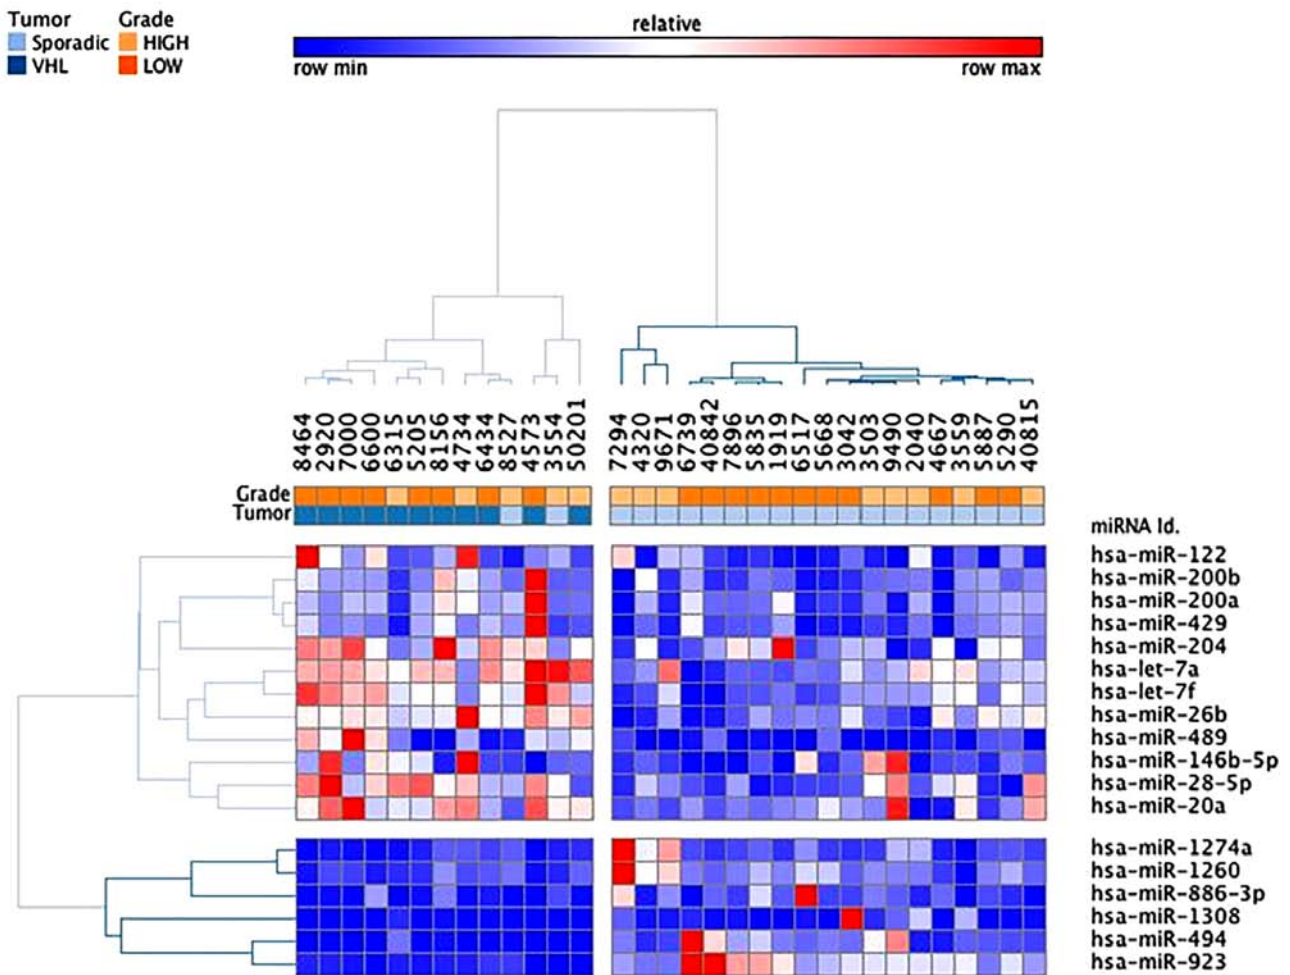 Tumor Grade
Sporadic HIGH
VHL LOW
relative
row min row max
8464 2920 7000 6600 6315 5205 8156 4734 6434 8527 4573 3554 50201 7294 4320 9671 6739 40842 7896 5835 1919 6517 5668 3042 3503 9490 2040 4667 3559 5887 5290 40815
Grade
Tumor
miRNA Id.
hsa-miR-122
hsa-miR-200b
hsa-miR-200a
hsa-miR-429
hsa-miR-204
hsa-let-7a
hsa-let-7f
hsa-miR-26b
hsa-miR-489
hsa-miR-146b-5p
hsa-miR-28-5p
hsa-miR-20a
hsa-miR-1274a
hsa-miR-1260
hsa-miR-886-3p
hsa-miR-1308
hsa-miR-494
hsa-miR-923